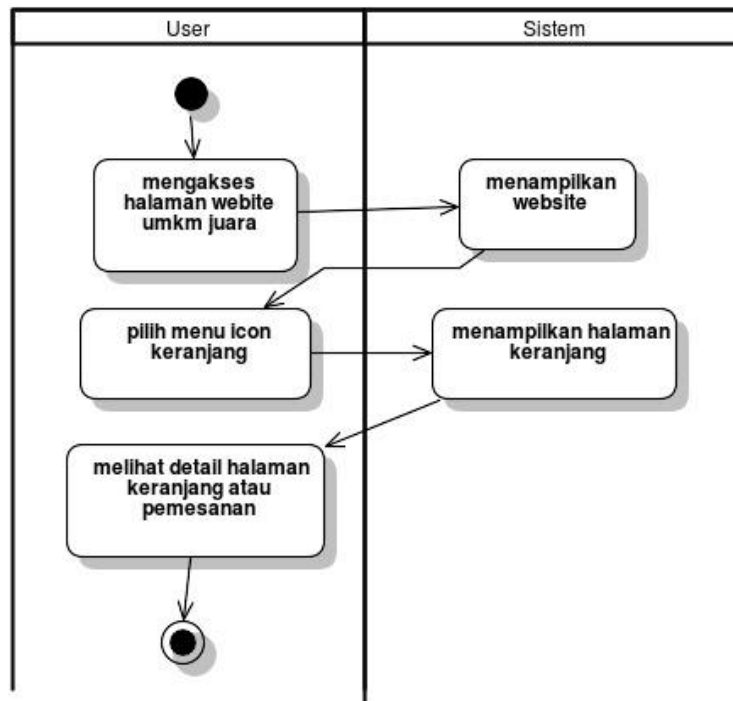 User
Sistem
mengakses
halaman webite
umkm juara
menampilkan
website
pilih menu icon
keranjang
menampilkan halaman
keranjang
melihat detail halaman
keranjang atau
pemesanan